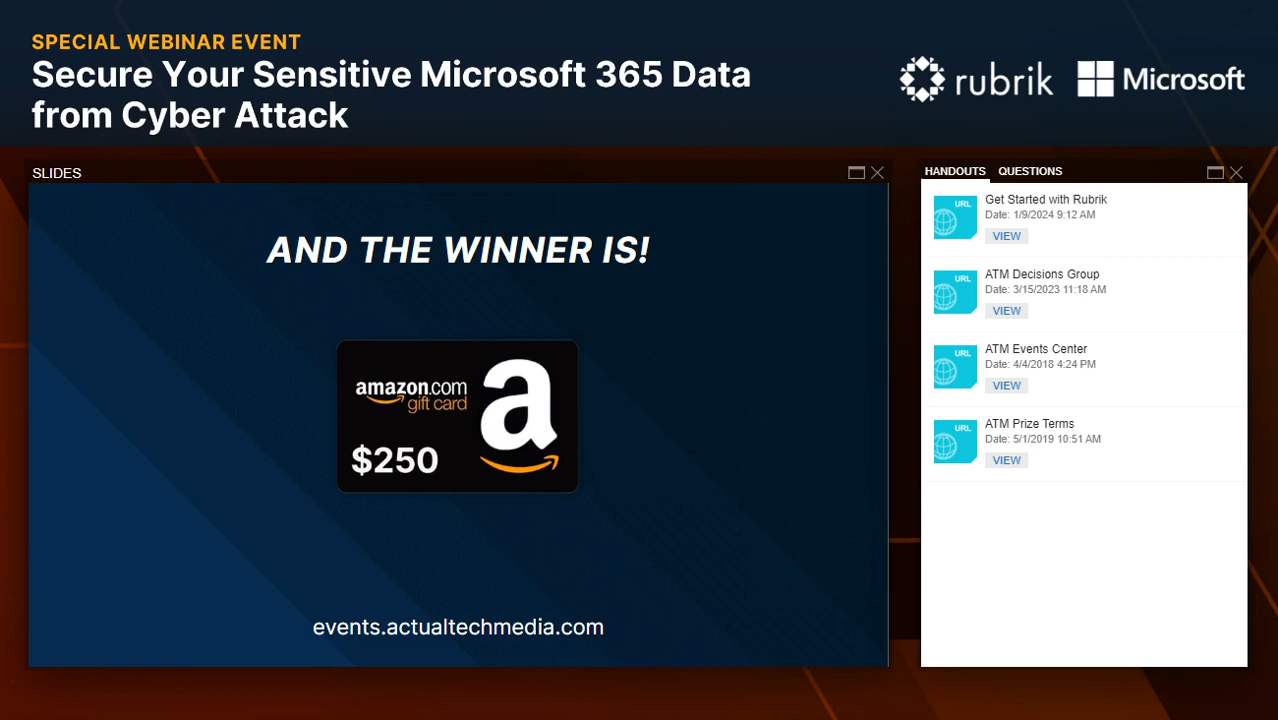 SPECIAL WEBINAR EVENT
Secure Your Sensitive Microsoft 365 Data
from Cyber Attack
rubrik
Microsoft
SLIDES
AND THE WINNER IS!
amazon.com
gift card
a
$250
events.actualtechmedia.com
HANDOUTS QUESTIONS
URL
Get Started with Rubrik
Date: 1/9/2024 9:12 AM
VIEW
URL
ATM Decisions Group
Date: 3/15/2023 11:18 AM
VIEW
URL
ATM Events Center
Date: 4/4/2018 4:24 PM
VIEW
URL
ATM Prize Terms
Date: 5/1/2019 10:51 AM
VIEW